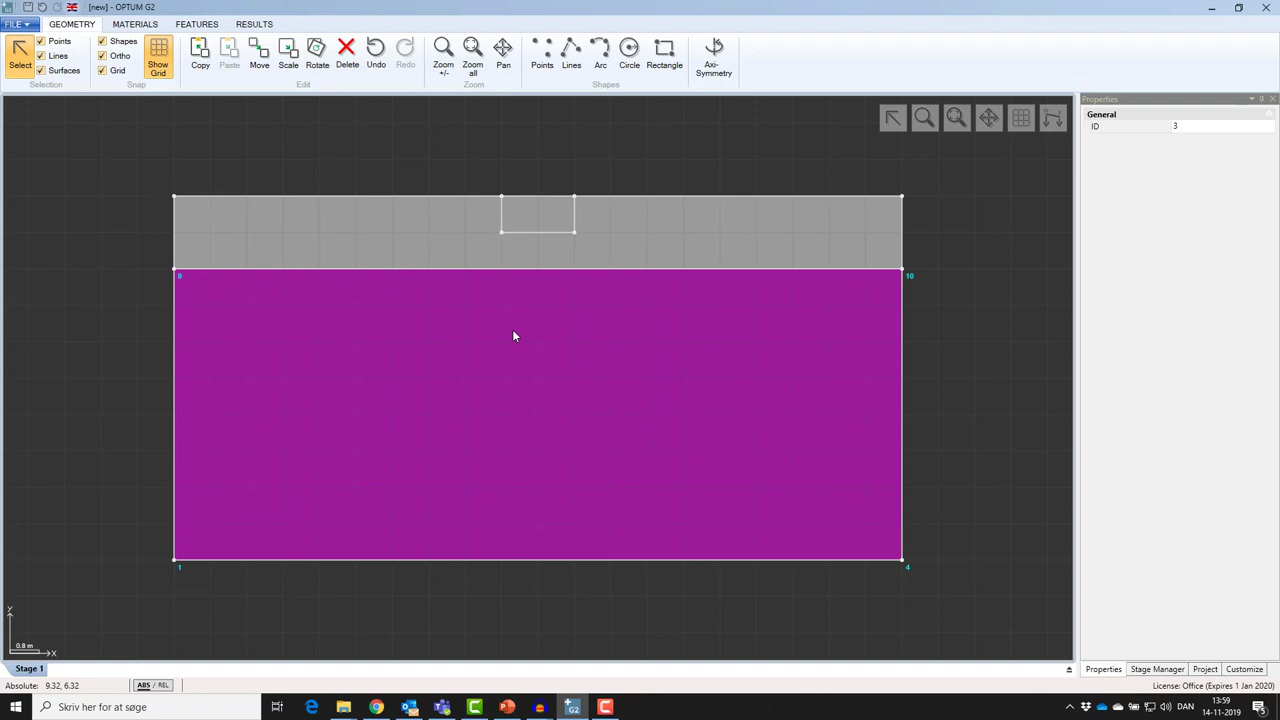 [new] - OPTUM G2
FILE GEOMETRY MATERIALS FEATURES RESULTS
Select
Points
Lines
Surfaces
Selection
Shapes
Ortho
Grid
Show Grid
Snap
Copy Paste Move Scale Rotate Delete Undo Redo
Edit
Zoom +/- Zoom all Pan
Zoom
Points Lines Arc Circle Rectangle
Shapes
Axi-Symmetry
Properties
General
ID 3
9
10
1
4
Y
0.8 m
X
Stage 1
Properties Stage Manager Project Customize
Absolute: 9.32, 6.32 ABS / REL
License: Office (Expires 1 Jan 2020)
Skriv her for at søge
DAN
13:59
14-11-2019